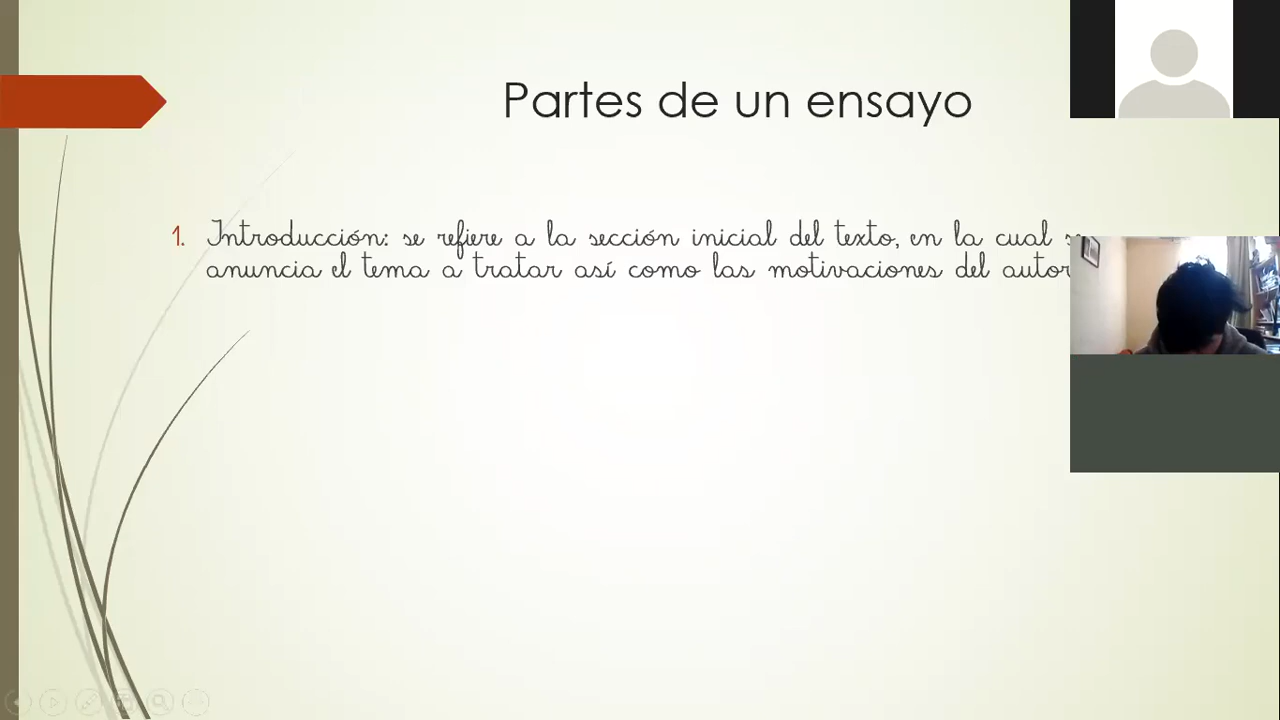 Partes de un ensayo
1. Introducción: se refiere a la sección inicial del texto, en la cual se
anuncia el tema a tratar así como las motivaciones del autor